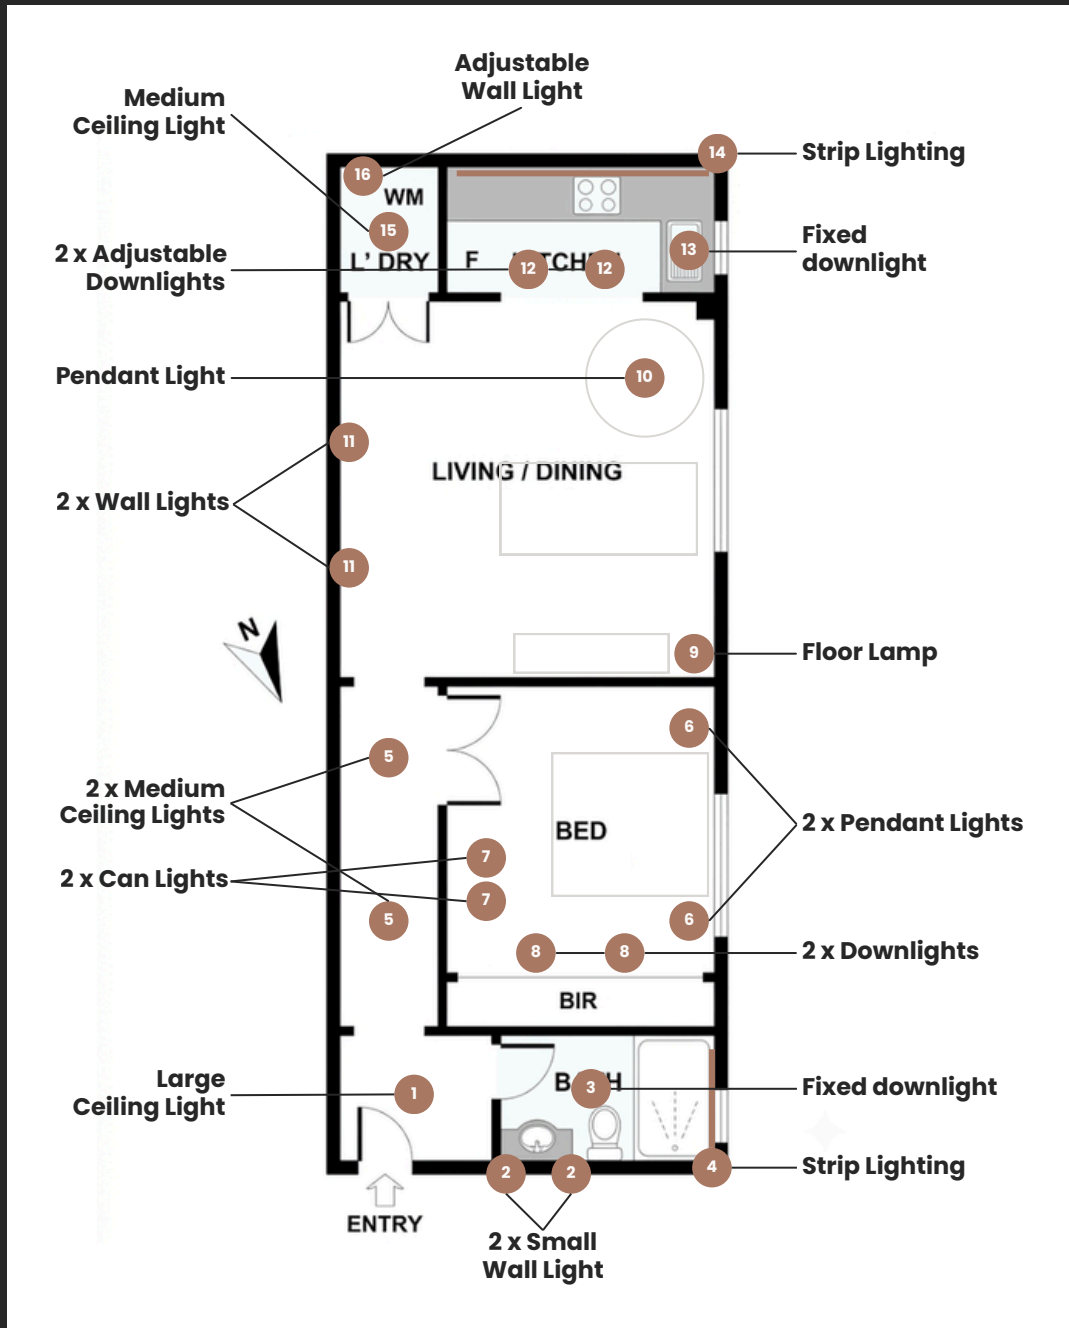 Adjustable
Wall Light
Medium
Ceiling Light
14
Strip Lighting
16
WM
15
Fixed
downlight
13
2 x Adjustable
Downlights
L' DRY
F
12
12
Pendant Light
10
11
LIVING / DINING
2 x Wall Lights
11
N
9
Floor Lamp
6
5
2 x Medium
Ceiling Lights
BED
2 x Pendant Lights
7
2 x Can Lights
7
5
6
8
8
2 x Downlights
BIR
Large
Ceiling Light
1
3
Fixed downlight
2
2
4
Strip Lighting
ENTRY
2 x Small
Wall Light